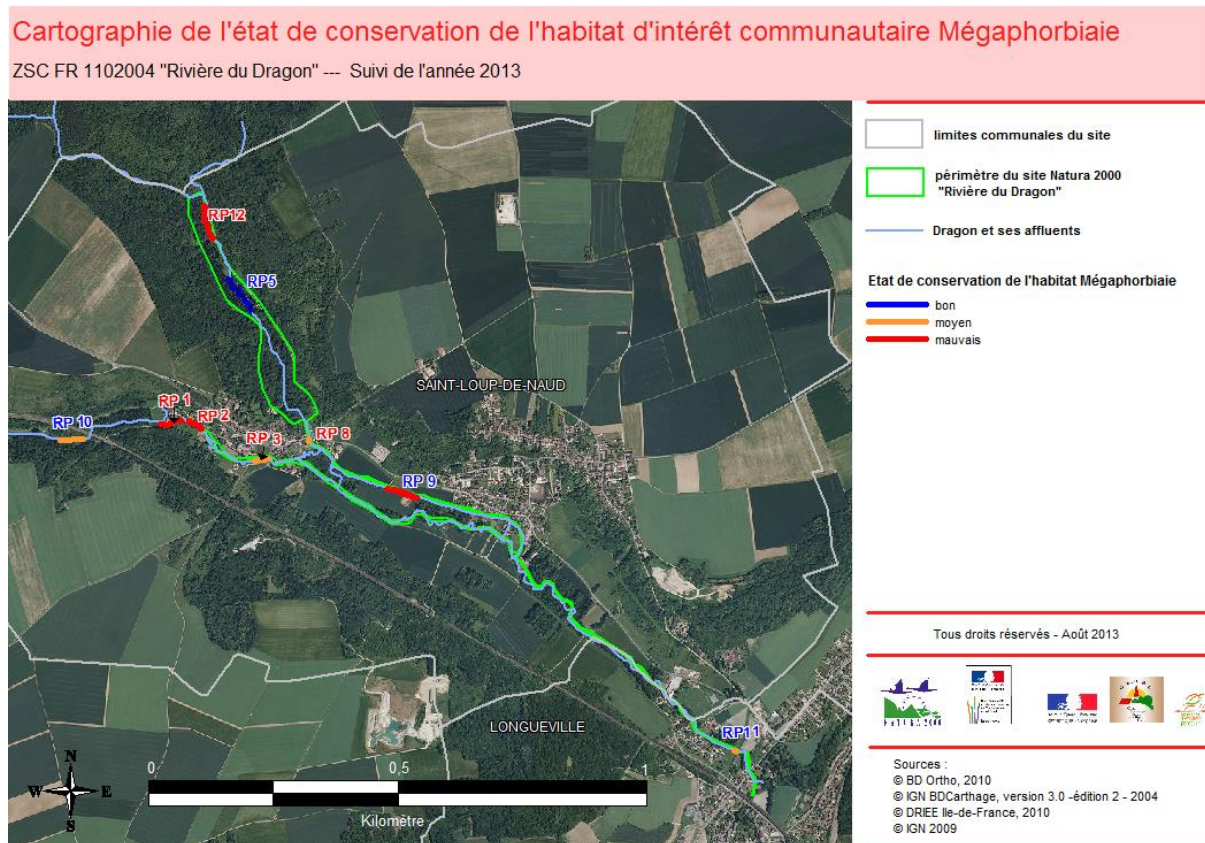 Cartographie de l'état de conservation de l'habitat d'intérêt communautaire Mégaphorbiaie
ZSC FR 1102004 "Rivière du Dragon" --- Suivi de l'année 2013
limites communales du site
périmètre du site Natura 2000
"Rivière du Dragon"
Dragon et ses affluents
Etat de conservation de l'habitat Mégaphorbiaie
bon
moyen
mauvais
RP12
RP5
SAINT-LOUP-DE-NAUD
RP 1
RP 2
RP 10
RP 3
RP 8
RP 9
LONGUEVILLE
RP11
N
W
E
S
0
0,5
1
Kilomètre
Tous droits réservés - Août 2013
NATURA 2000
Sources :
© BD Ortho, 2010
© IGN BDCarthage, version 3.0 -édition 2 - 2004
© DRIEE Ile-de-France, 2010
© IGN 2009